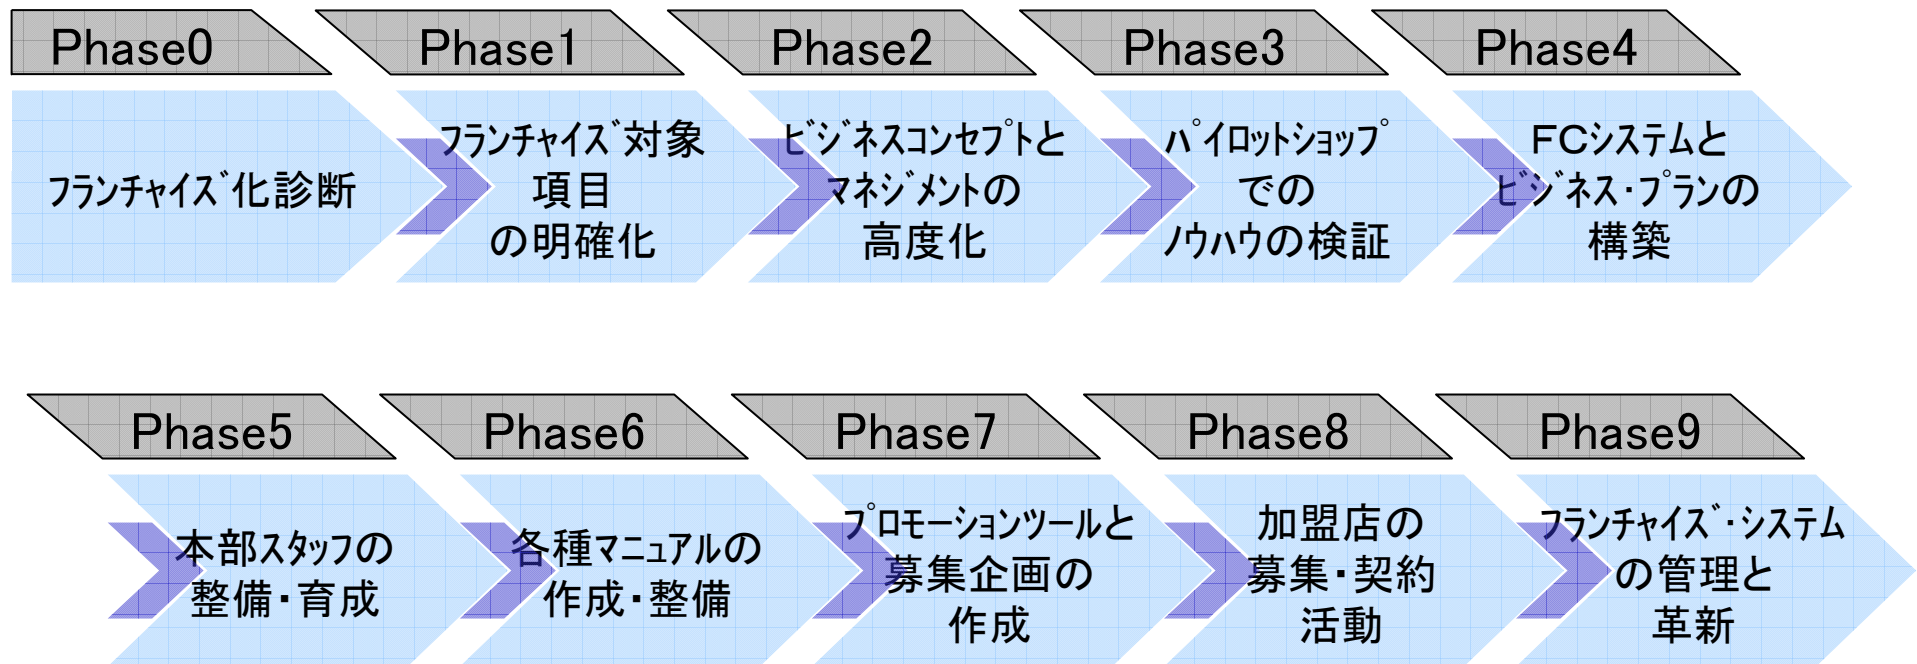 Phase0
Phase1
Phase2
Phase3
Phase4
フランチャイズ化診断
フランチャイズ対象
項目
の明確化
ビジネスコンセプトと
マネジメントの
高度化
パイロットショップ
での
ノウハウの検証
FCシステムと
ビジネス・プランの
構築
Phase5
Phase6
Phase7
Phase8
Phase9
本部スタッフの
整備・育成
各種マニュアルの
作成・整備
プロモーションツールと
募集企画の
作成
加盟店の
募集・契約
活動
フランチャイズ・システム
の管理と
革新